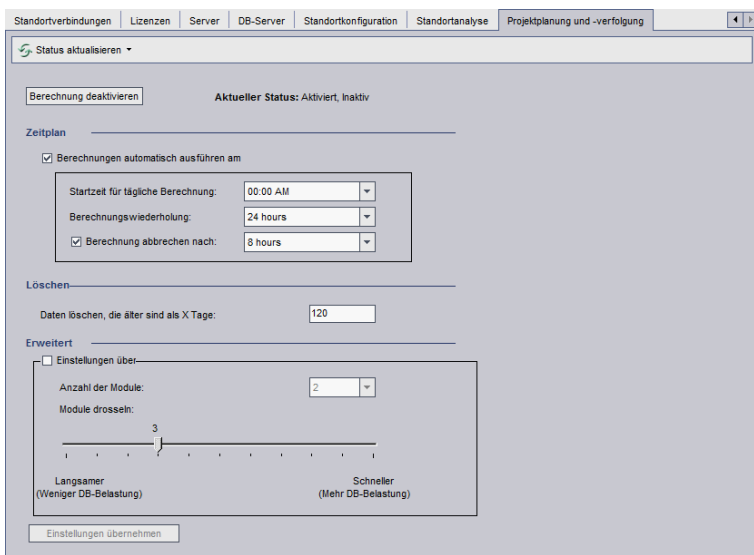 Standortverbindungen Lizenzen Server DB-Server Standortkonfiguration Standortanalyse Projektplanung und -verfolgung
Status aktualisieren
Berechnung deaktivieren Aktueller Status: Aktiviert, Inaktiv
Zeitplan
Berechnungen automatisch ausführen am
Startzeit für tägliche Berechnung: 00:00 AM
Berechnungswiederholung: 24 hours
Berechnung abbrechen nach: 8 hours
Löschen
Daten löschen, die älter sind als X Tage: 120
Erweitert
Einstellungen über
Anzahl der Module: 2
Module drosseln:
3
Langsamer Schneller
(Weniger DB-Belastung) (Mehr DB-Belastung)
Einstellungen übernehmen